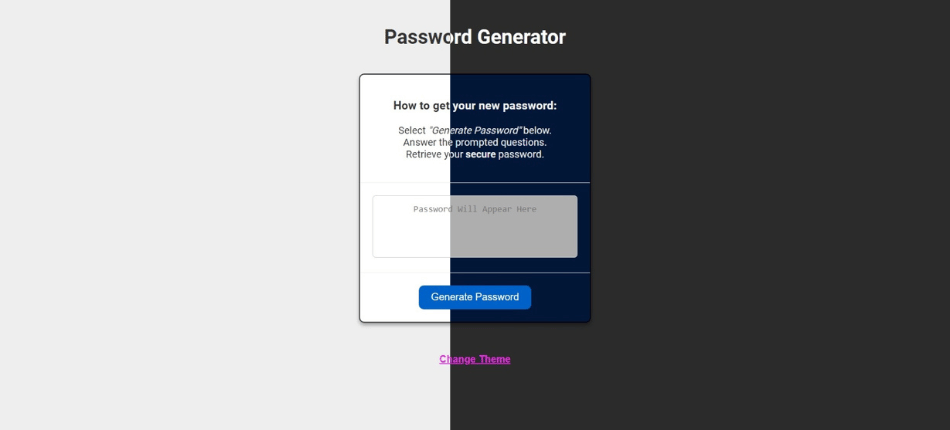 Password Generator
How to get your new password:
Select "Generate Password" below.
Answer the prompted questions.
Retrieve your secure password.
Password Will Appear Here
Generate Password
Change Theme